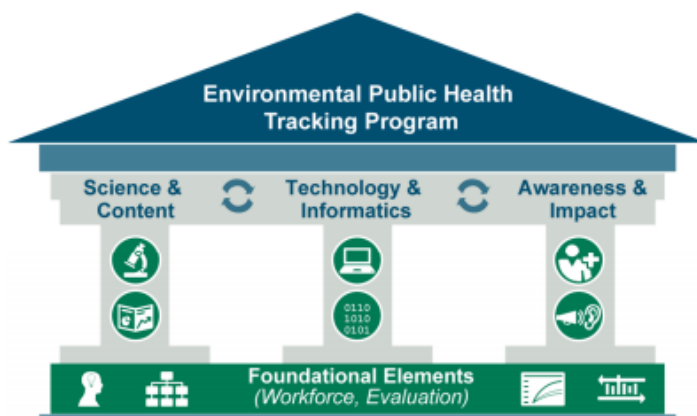 Environmental Public Health
Tracking Program
Science &
Content
Technology &
Informatics
Awareness &
Impact
0110
1010
0101
Foundational Elements
(Workforce, Evaluation)